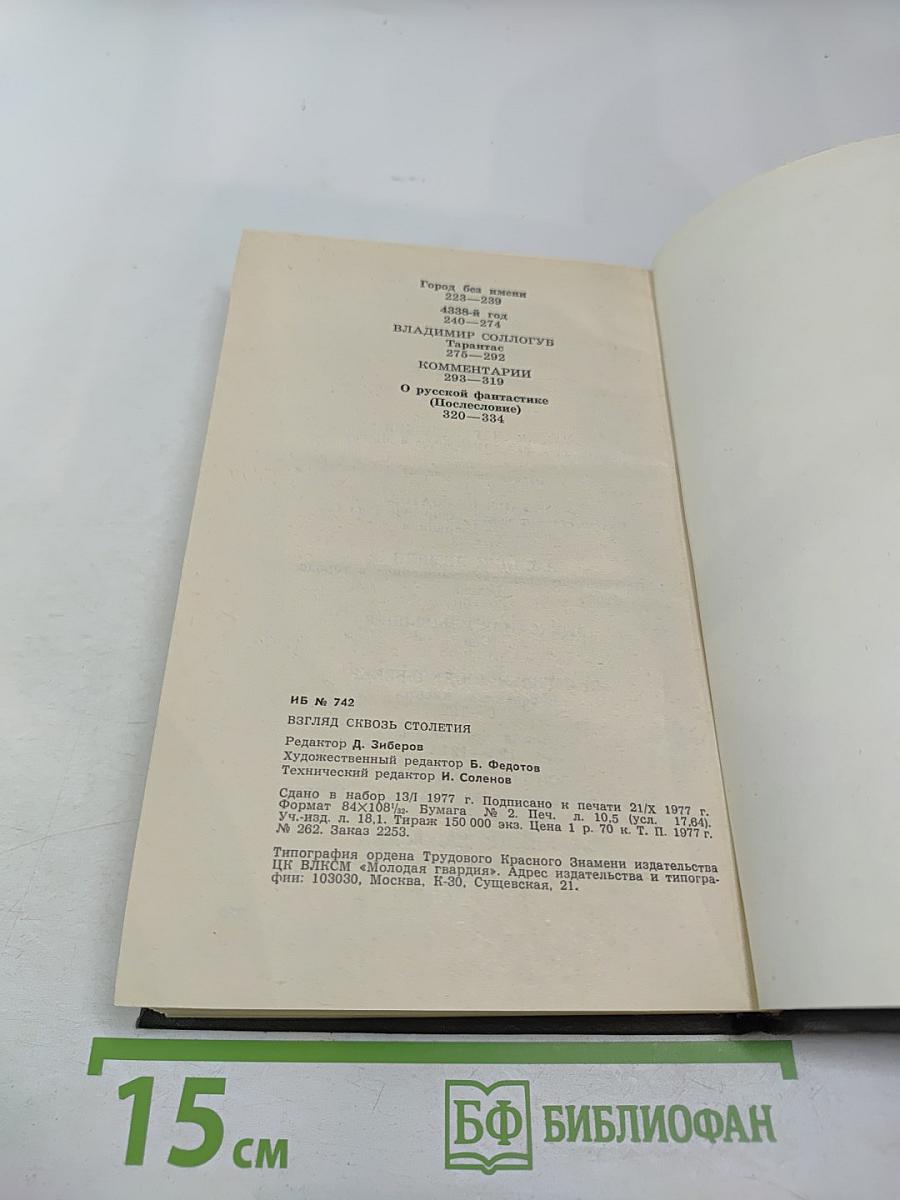 Город без имени
223—239
4338-й год
240—274
ВЛАДИМИР СОЛЛОГУБ
Тарантас
275—292
КОММЕНТАРИИ
293—319
О русской фантастике
(Послесловие)
320—334
ИБ № 742
ВЗГЛЯД СКВОЗЬ СТОЛЕТИЯ
Редактор Д. Зиберов
Художественный редактор Б. Федотов
Технический редактор И. Соленов
Сдано в набор 13/I 1977 г. Подписано к печати 21/X 1977 г.
Формат 84×108¹/₃₂. Бумага № 2. Печ. л. 10,5 (усл. 17,64).
Уч.-изд. л. 18,1. Тираж 150 000 экз. Цена 1 р. 70 к. Т. П. 1977 г.
№ 262. Заказ 2253.
Типография ордена Трудового Красного Знамени издательства
ЦК ВЛКСМ «Молодая гвардия». Адрес издательства и типогра-
фии: 103030, Москва, К-30, Сущевская, 21.
15 см
БФ БИБЛИОФАН